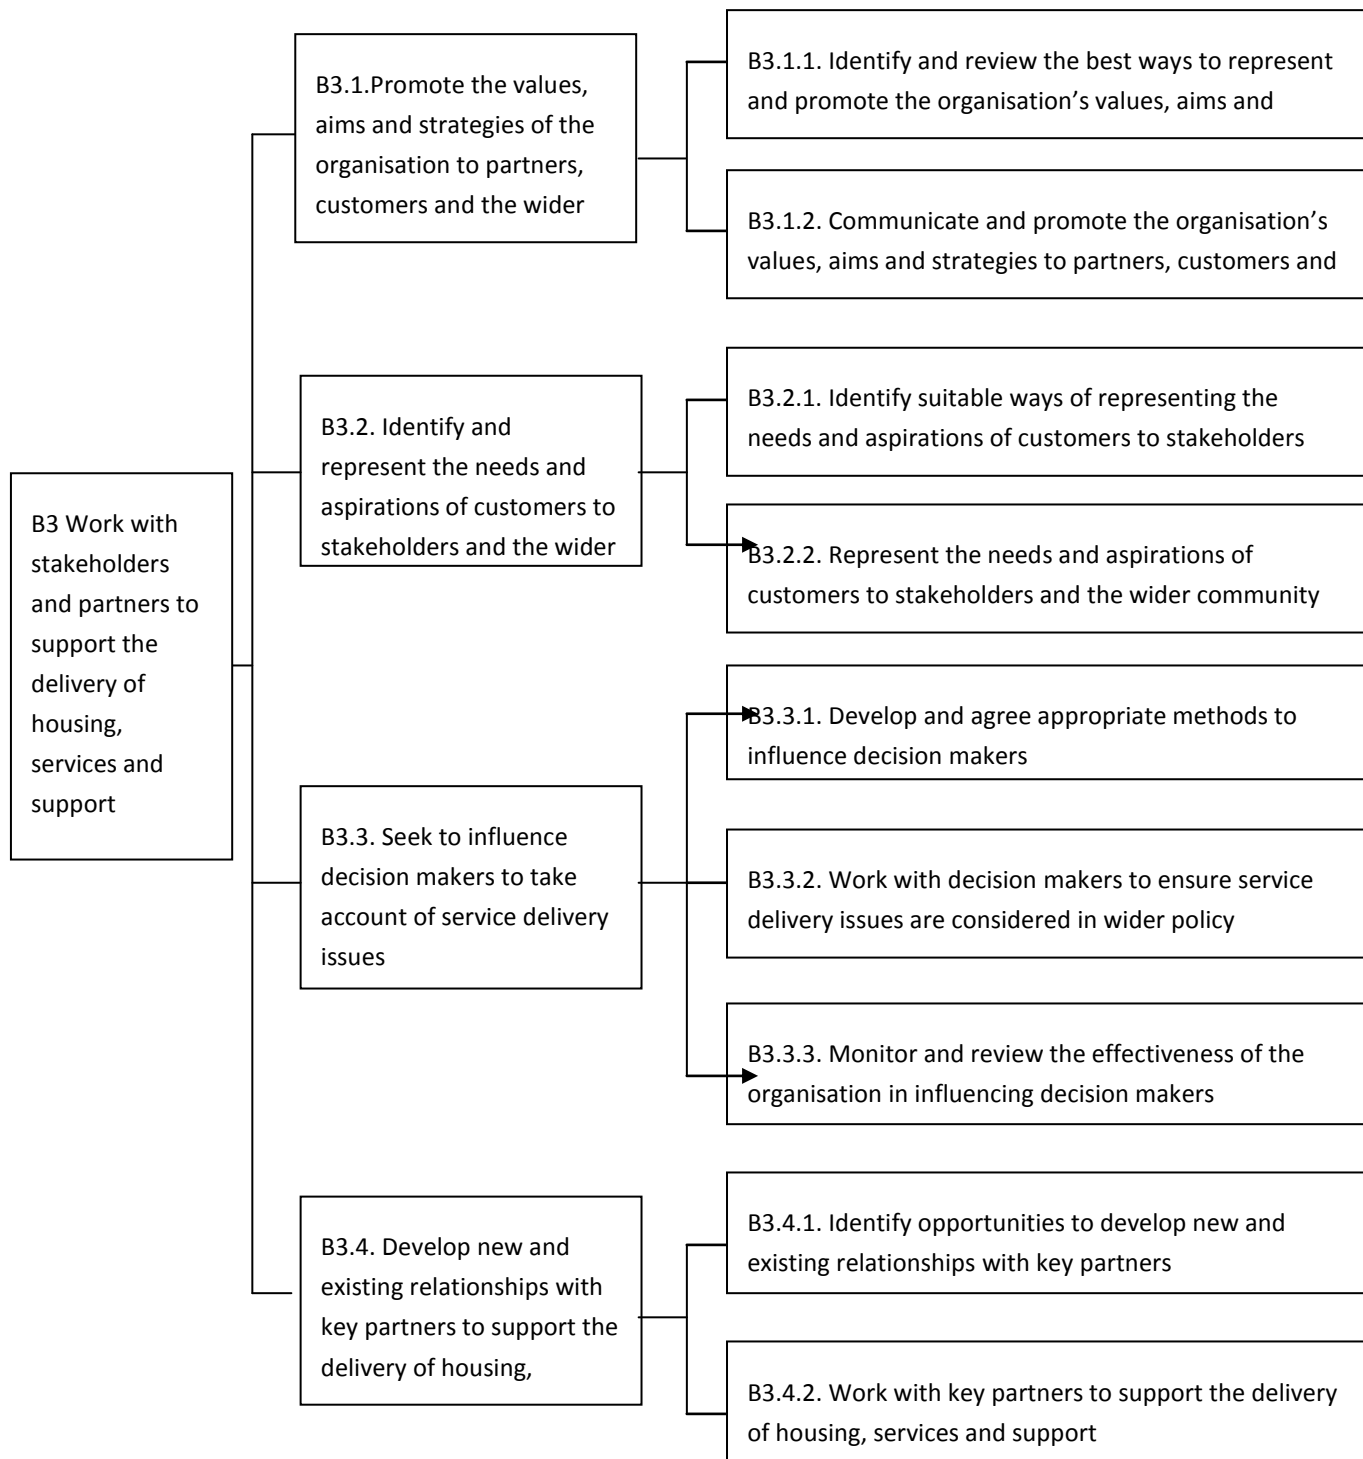 B3 Work with
stakeholders
and partners to
support the
delivery of
housing,
services and
support
B3.1.Promote the values,
aims and strategies of the
organisation to partners,
customers and the wider
B3.1.1. Identify and review the best ways to represent
and promote the organisation’s values, aims and
B3.1.2. Communicate and promote the organisation’s
values, aims and strategies to partners, customers and
B3.2. Identify and
represent the needs and
aspirations of customers to
stakeholders and the wider
B3.2.1. Identify suitable ways of representing the
needs and aspirations of customers to stakeholders
B3.2.2. Represent the needs and aspirations of
customers to stakeholders and the wider community
B3.3. Seek to influence
decision makers to take
account of service delivery
issues
B3.3.1. Develop and agree appropriate methods to
influence decision makers
B3.3.2. Work with decision makers to ensure service
delivery issues are considered in wider policy
B3.3.3. Monitor and review the effectiveness of the
organisation in influencing decision makers
B3.4. Develop new and
existing relationships with
key partners to support the
delivery of housing,
B3.4.1. Identify opportunities to develop new and
existing relationships with key partners
B3.4.2. Work with key partners to support the delivery
of housing, services and support